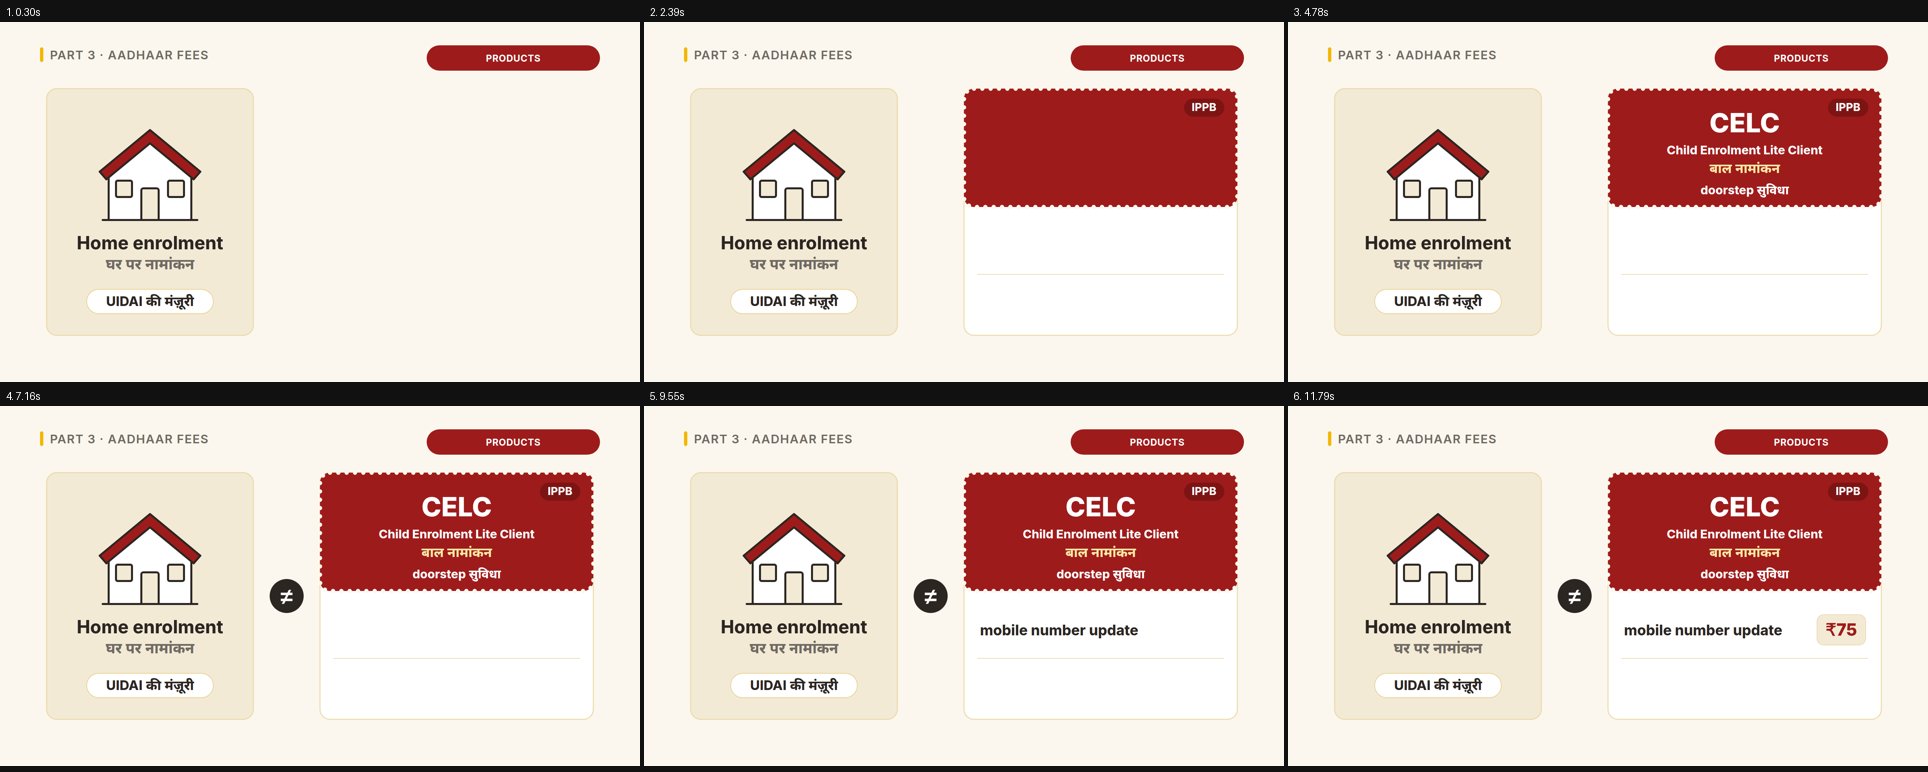 1. 0.30s
PART 3 · AADHAAR FEES
PRODUCTS
Home enrolment
घर पर नामांकन
UIDAI की मंज़ूरी
2. 2.39s
PART 3 · AADHAAR FEES
PRODUCTS
IPPB
Home enrolment
घर पर नामांकन
UIDAI की मंज़ूरी
3. 4.78s
PART 3 · AADHAAR FEES
PRODUCTS
IPPB
CELC
Child Enrolment Lite Client
बाल नामांकन
doorstep सुविधा
Home enrolment
घर पर नामांकन
UIDAI की मंज़ूरी
4. 7.16s
PART 3 · AADHAAR FEES
PRODUCTS
IPPB
CELC
Child Enrolment Lite Client
बाल नामांकन
doorstep सुविधा
≠
Home enrolment
घर पर नामांकन
UIDAI की मंज़ूरी
5. 9.55s
PART 3 · AADHAAR FEES
PRODUCTS
IPPB
CELC
Child Enrolment Lite Client
बाल नामांकन
doorstep सुविधा
≠
Home enrolment
घर पर नामांकन
UIDAI की मंज़ूरी
mobile number update
6. 11.79s
PART 3 · AADHAAR FEES
PRODUCTS
IPPB
CELC
Child Enrolment Lite Client
बाल नामांकन
doorstep सुविधा
≠
Home enrolment
घर पर नामांकन
UIDAI की मंज़ूरी
mobile number update
₹75